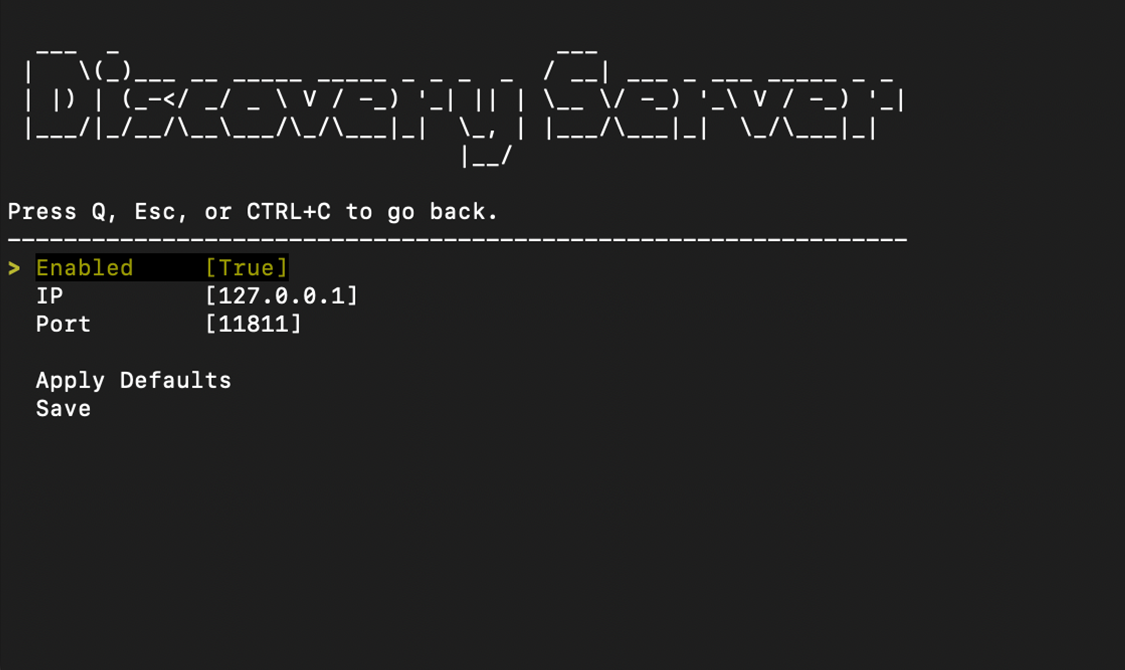 Discovery Server
Press Q, Esc, or CTRL+C to go back.
> Enabled [True]
IP [127.0.0.1]
Port [11811]
Apply Defaults
Save